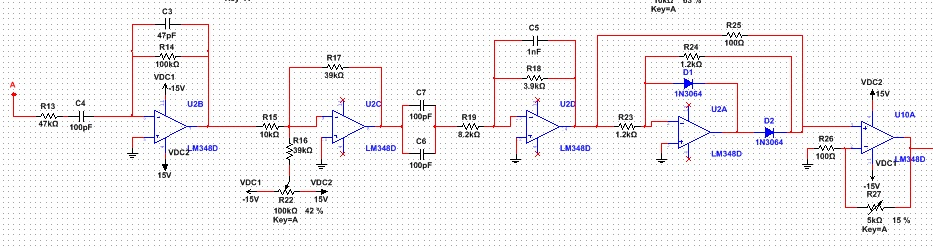 Key=A
10kΩ 63 %
Key=A
C3
47pF
R14
100kΩ
VDC1
-15V
U2B
A
R13
47kΩ
C4
100pF
LM348D
VDC2
15V
R17
39kΩ
U2C
R15
10kΩ
R16
39kΩ
LM348D
VDC1
-15V
VDC2
15V
R22
100kΩ 42 %
Key=A
C7
100pF
C6
100pF
C5
1nF
R18
3.9kΩ
R19
8.2kΩ
U2D
LM348D
R25
100Ω
R24
1.2kΩ
D1
1N3064
R23
1.2kΩ
U2A
LM348D
D2
1N3064
VDC2
15V
U10A
R26
100Ω
LM348D
VDC1
-15V
R27
5kΩ 15 %
Key=A